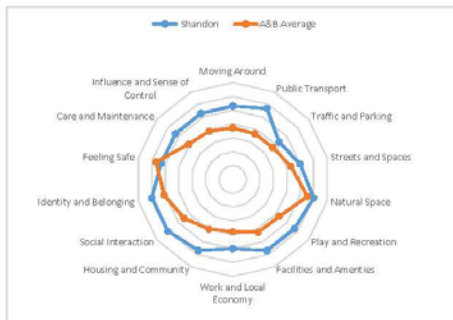 Shandon
A&B Average
Moving Around
Public Transport
Traffic and Parking
Streets and Spaces
Natural Space
Play and Recreation
Facilities and Amenties
Work and Local
Economy
Housing and Community
Social Interaction
Identity and Belonging
Feeling Safe
Care and Maintenance
Influence and Sense of
Control